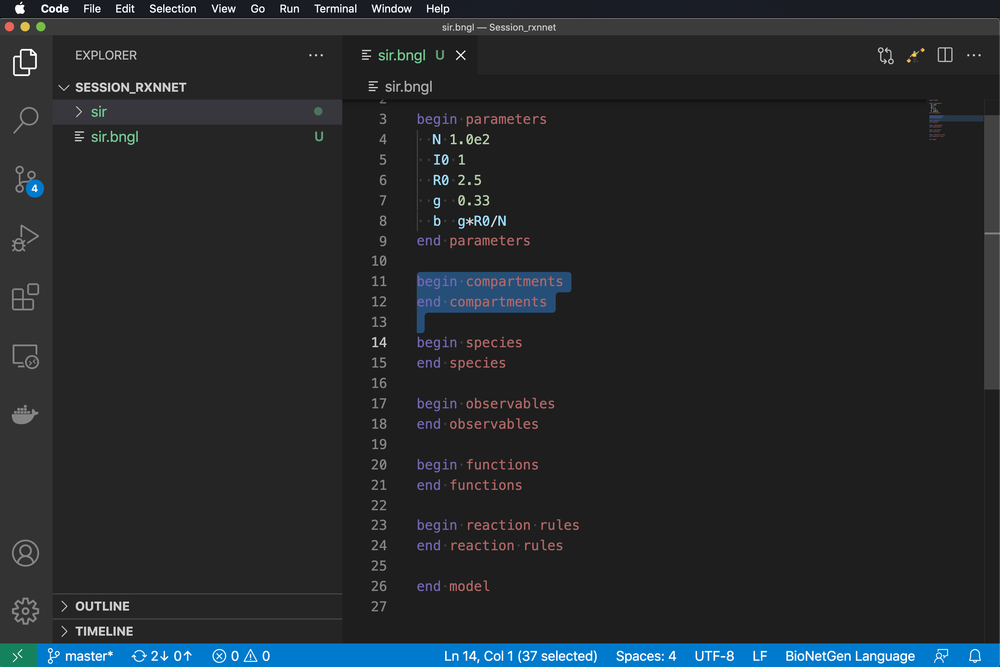 Code File Edit Selection View Go Run Terminal Window Help
sir.bngl — Session_rxnnet
EXPLORER
SESSION_RXNNET
sir
sir.bngl U
4
sir.bngl U
sir.bngl
2
3 begin parameters
4 N 1.0e2
5 I0 1
6 R0 2.5
7 g 0.33
8 b g*R0/N
9 end parameters
10
11 begin compartments
12 end compartments
13
14 begin species
15 end species
16
17 begin observables
18 end observables
19
20 begin functions
21 end functions
22
23 begin reaction rules
24 end reaction rules
25
26 end model
27
OUTLINE
TIMELINE
master* 2↓ 0↑ 0 0 Ln 14, Col 1 (37 selected) Spaces: 4 UTF-8 LF BioNetGen Language